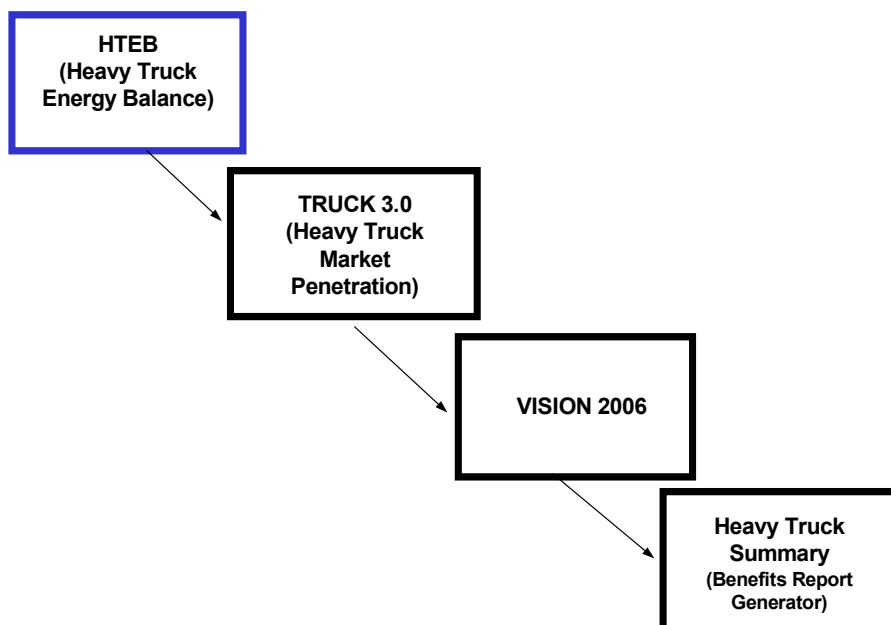 HTEB
(Heavy Truck
Energy Balance)
TRUCK 3.0
(Heavy Truck
Market
Penetration)
VISION 2006
Heavy Truck
Summary
(Benefits Report
Generator)